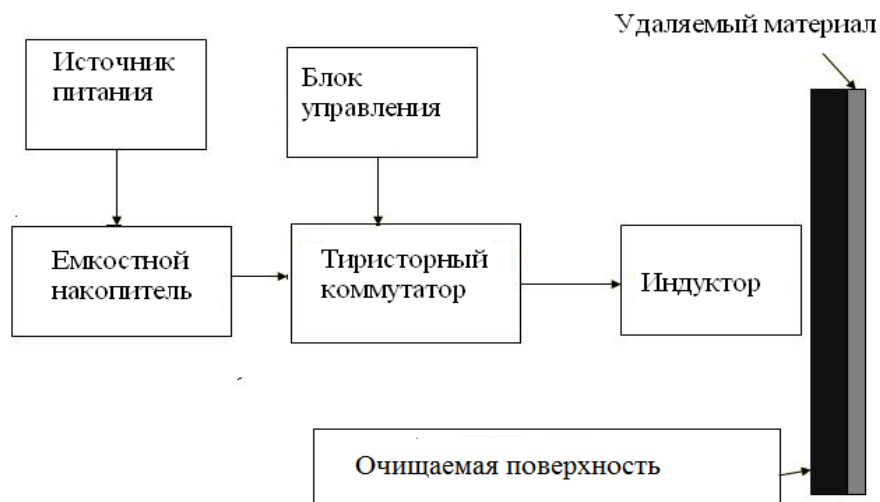 Удаляемый материал
Источник
питания
Блок
управления
Емкостной
накопитель
Тиристорный
коммутатор
Индуктор
Очищаемая поверхность